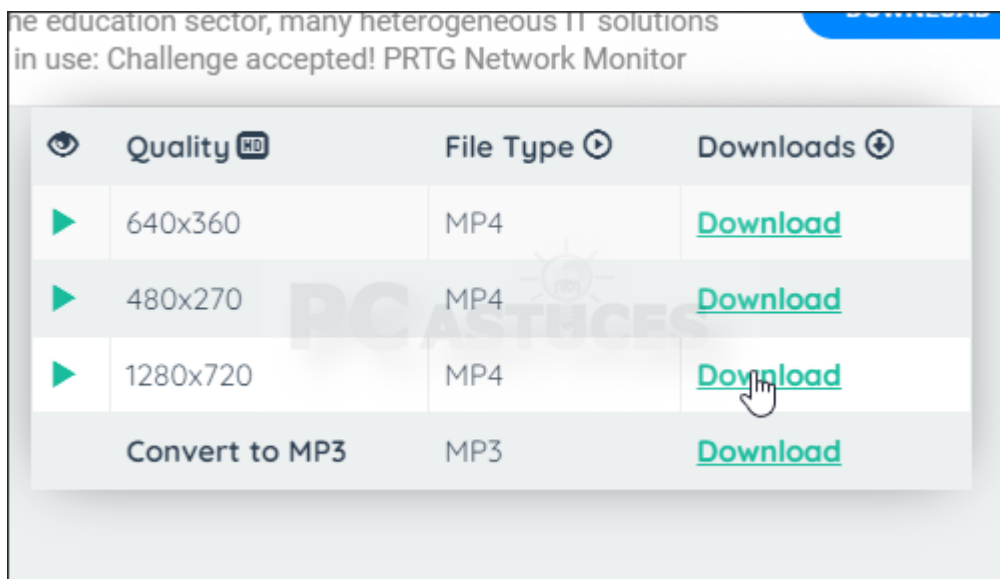 he education sector, many heterogeneous IT solutions
DOWNLOAD
in use: Challenge accepted! PRTG Network Monitor
Quality HD File Type Downloads
640x360 MP4 Download
480x270 MP4 Download
PC ASTUCES
1280x720 MP4 Download
Convert to MP3 MP3 Download